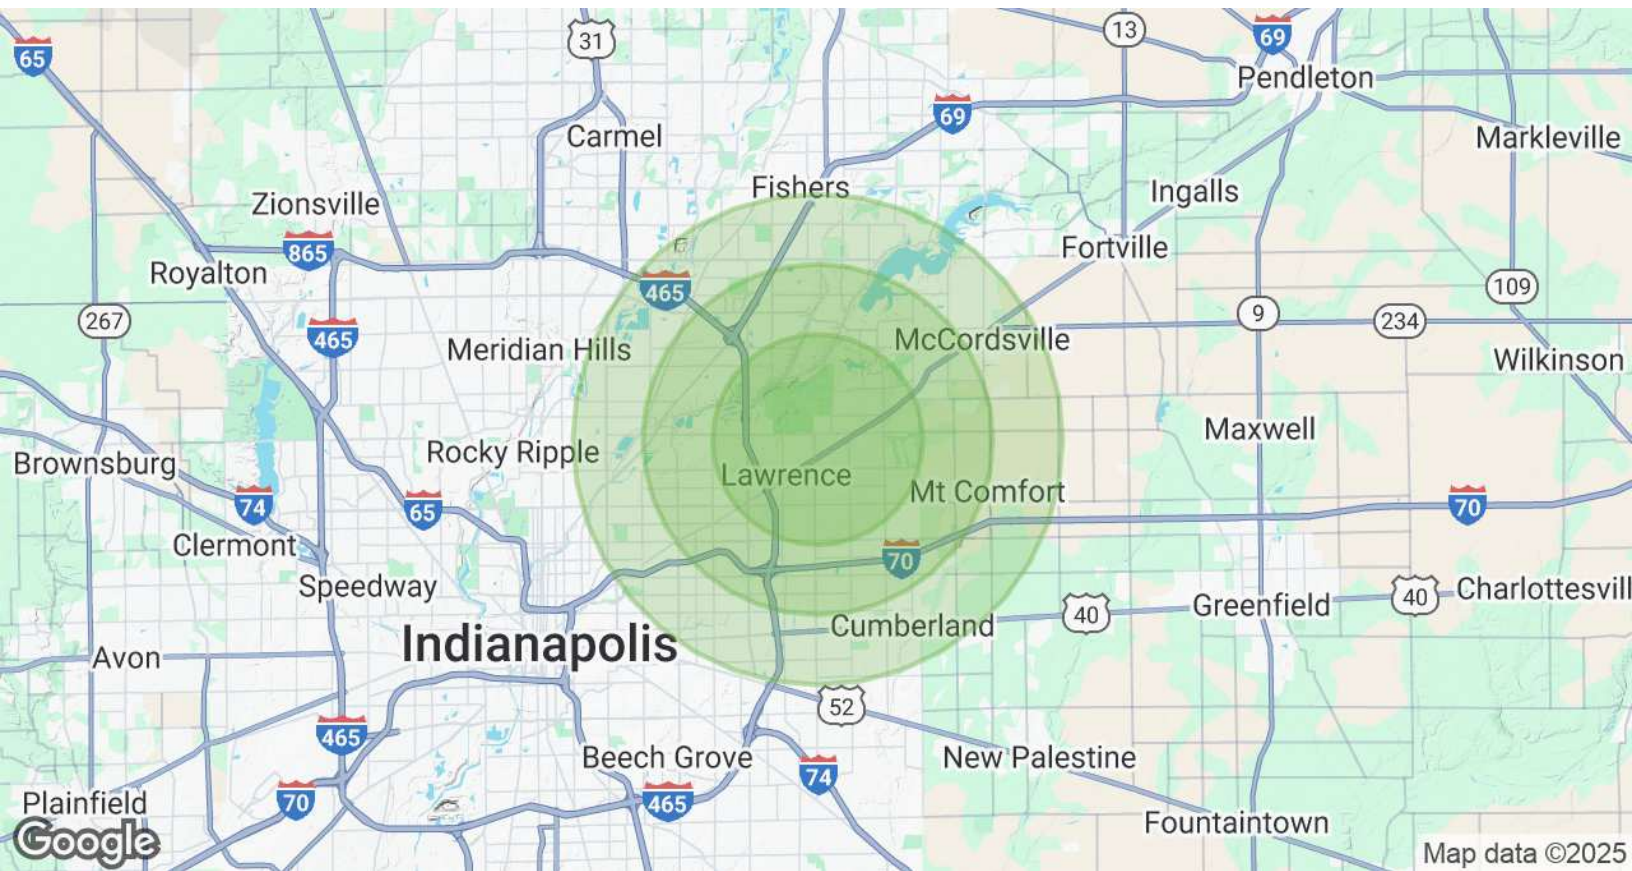 31
13
69
65
Pendleton
69
Carmel
Markleville
Fishers
Ingalls
Zionsville
865
Fortville
Royalton
465
109
267
9
234
465
McCordsville
Meridian Hills
Wilkinson
Maxwell
Rocky Ripple
Brownsburg
Lawrence
Mt Comfort
74
65
70
Clermont
70
Speedway
Charlottesvill
40
40
Greenfield
Cumberland
Indianapolis
Avon
52
465
Beech Grove
New Palestine
74
70
465
Plainfield
Fountaintown
Google
Map data ©2025